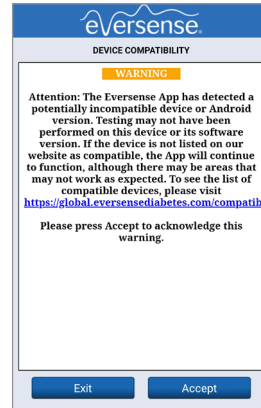 eversense.
DEVICE COMPATIBILITY
WARNING
Attention: The Eversense App has detected a
potentially incompatible device or Android
version. Testing may not have been
performed on this device or its software
version. If the device is not listed on our
website as compatible, the App will continue
to function, although there may be areas that
may not work as expected. To see the list of
compatible devices, please visit
https://global.eversensediabetes.com/compatib
Please press Accept to acknowledge this
warning.
Exit
Accept